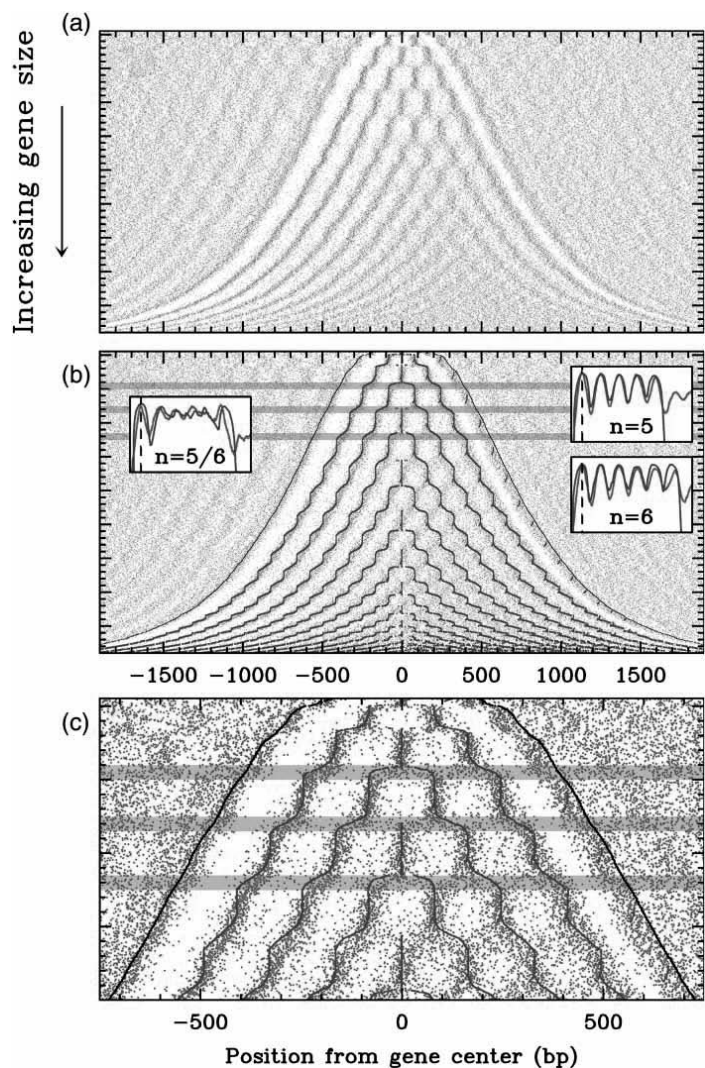 (a)
Increasing gene size
(b)
n=5/6
n=5
n=6
−1500 −1000 −500 0 500 1000 1500
(c)
−500 0 500
Position from gene center (bp)